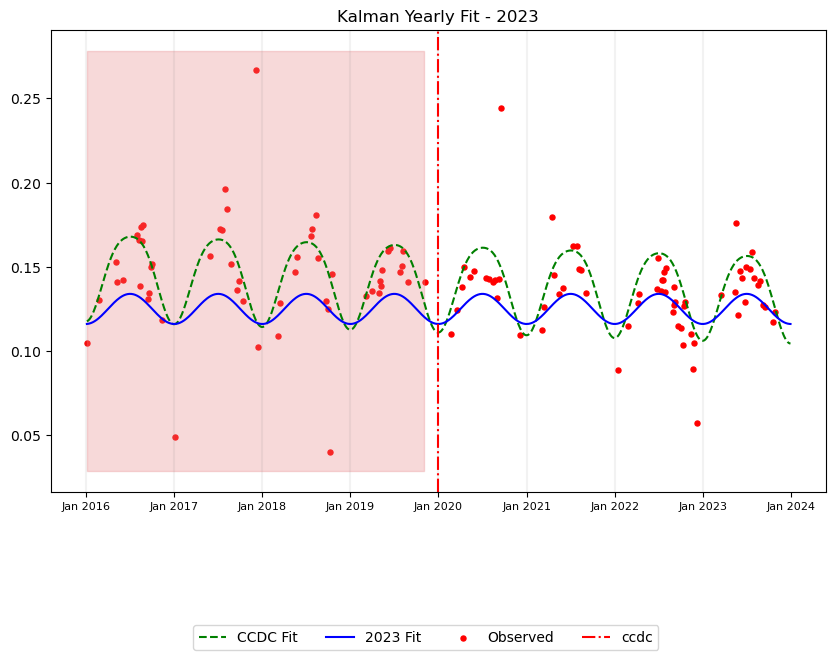 Kalman Yearly Fit - 2023
0.25
0.20
0.15
0.10
0.05
Jan 2016 Jan 2017 Jan 2018 Jan 2019 Jan 2020 Jan 2021 Jan 2022 Jan 2023 Jan 2024
CCDC Fit 2023 Fit Observed ccdc